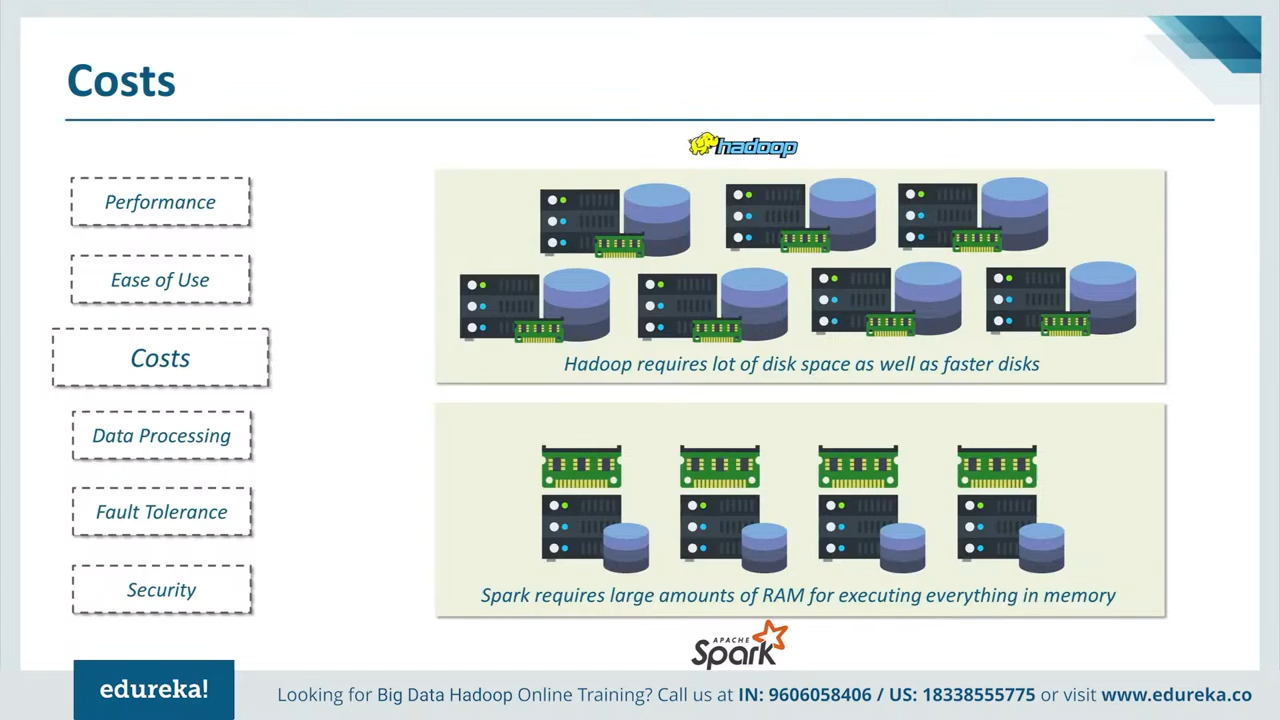 Costs
Performance
Ease of Use
Costs
Data Processing
Fault Tolerance
Security
hadoop
Hadoop requires lot of disk space as well as faster disks
Spark requires large amounts of RAM for executing everything in memory
APACHE
Spark
edureka!
Looking for Big Data Hadoop Online Training? Call us at IN: 9606058406 / US: 18338555775 or visit www.edureka.co